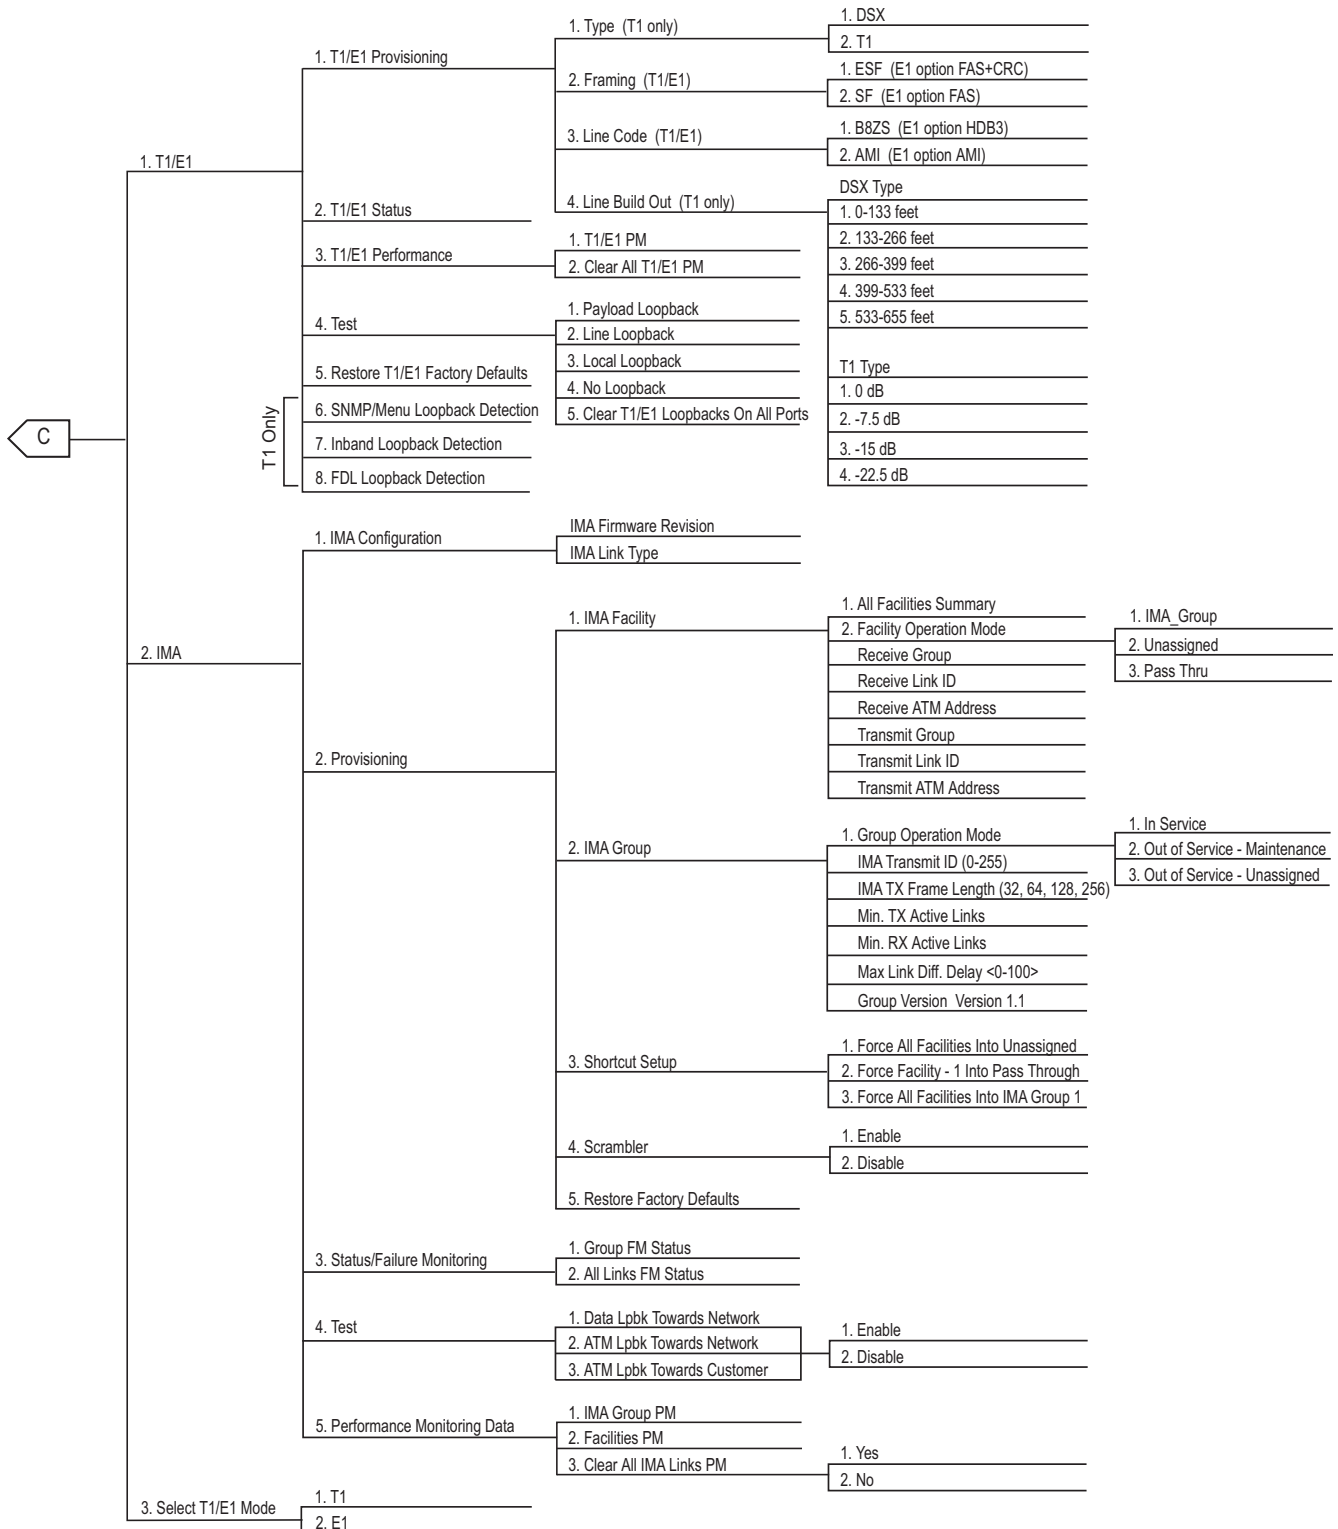 C
1. T1/E1
1. T1/E1 Provisioning
1. Type (T1 only)
1. DSX
2. T1
2. Framing (T1/E1)
1. ESF (E1 option FAS+CRC)
2. SF (E1 option FAS)
3. Line Code (T1/E1)
1. B8ZS (E1 option HDB3)
2. AMI (E1 option AMI)
4. Line Build Out (T1 only)
DSX Type
1. 0-133 feet
2. 133-266 feet
3. 266-399 feet
4. 399-533 feet
5. 533-655 feet
T1 Type
1. 0 dB
2. -7.5 dB
3. -15 dB
4. -22.5 dB
2. T1/E1 Status
3. T1/E1 Performance
1. T1/E1 PM
2. Clear All T1/E1 PM
4. Test
1. Payload Loopback
2. Line Loopback
3. Local Loopback
4. No Loopback
5. Clear T1/E1 Loopbacks On All Ports
5. Restore T1/E1 Factory Defaults
T1 Only
6. SNMP/Menu Loopback Detection
7. Inband Loopback Detection
8. FDL Loopback Detection
2. IMA
1. IMA Configuration
IMA Firmware Revision
IMA Link Type
2. Provisioning
1. IMA Facility
1. All Facilities Summary
2. Facility Operation Mode
1. IMA_Group
2. Unassigned
3. Pass Thru
Receive Group
Receive Link ID
Receive ATM Address
Transmit Group
Transmit Link ID
Transmit ATM Address
2. IMA Group
1. Group Operation Mode
1. In Service
2. Out of Service - Maintenance
3. Out of Service - Unassigned
IMA Transmit ID (0-255)
IMA TX Frame Length (32, 64, 128, 256)
Min. TX Active Links
Min. RX Active Links
Max Link Diff. Delay <0-100>
Group Version Version 1.1
3. Shortcut Setup
1. Force All Facilities Into Unassigned
2. Force Facility - 1 Into Pass Through
3. Force All Facilities Into IMA Group 1
4. Scrambler
1. Enable
2. Disable
5. Restore Factory Defaults
3. Status/Failure Monitoring
1. Group FM Status
2. All Links FM Status
4. Test
1. Data Lpbk Towards Network
2. ATM Lpbk Towards Network
3. ATM Lpbk Towards Customer
1. Enable
2. Disable
5. Performance Monitoring Data
1. IMA Group PM
2. Facilities PM
3. Clear All IMA Links PM
1. Yes
2. No
3. Select T1/E1 Mode
1. T1
2. E1